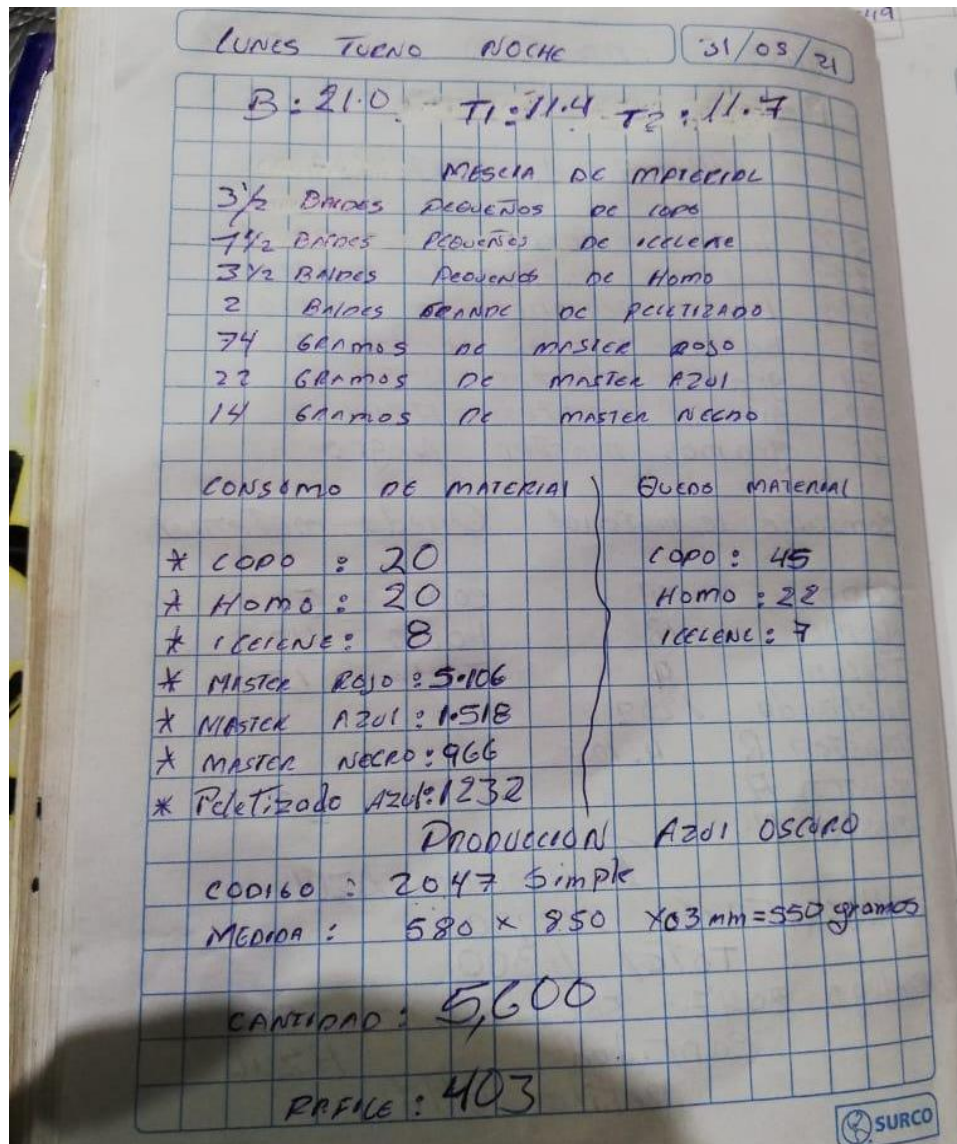 LUNES TURNO NOCHE 31/05/21
B : 21.0 T1 : 11.4 T2 : 11.7
MESCLA DE MATERIAL
3 1/2 BALDES PEQUEÑOS DE COPO
7 1/2 BALDES PEQUEÑOS DE ICELENE
3 1/2 BALDES PEQUENOS DE HOMO
2 BALDES GRANDE DE PELETIZADO
74 GRAMOS DE MASTER ROJO
22 GRAMOS DE MASTER AZUL
14 GRAMOS DE MASTER NEGRO
CONSUMO DE MATERIAL QUEDO MATERIAL
* COPO : 20 COPO : 45
* HOMO : 20 HOMO : 22
* ICELENE : 8 ICELENE : 7
* MASTER ROJO : 5.106
* MASTER AZUL : 1.518
* MASTER NEGRO : 966
* Peletizado AZUL : 1232
PRODUCCION AZUL OSCURO
CODIGO : 2047 Simple
MEDIDA : 580 x 850 x03 mm = 550 gramos
CANTIDAD : 5,600
REFILE : 403
SURCO